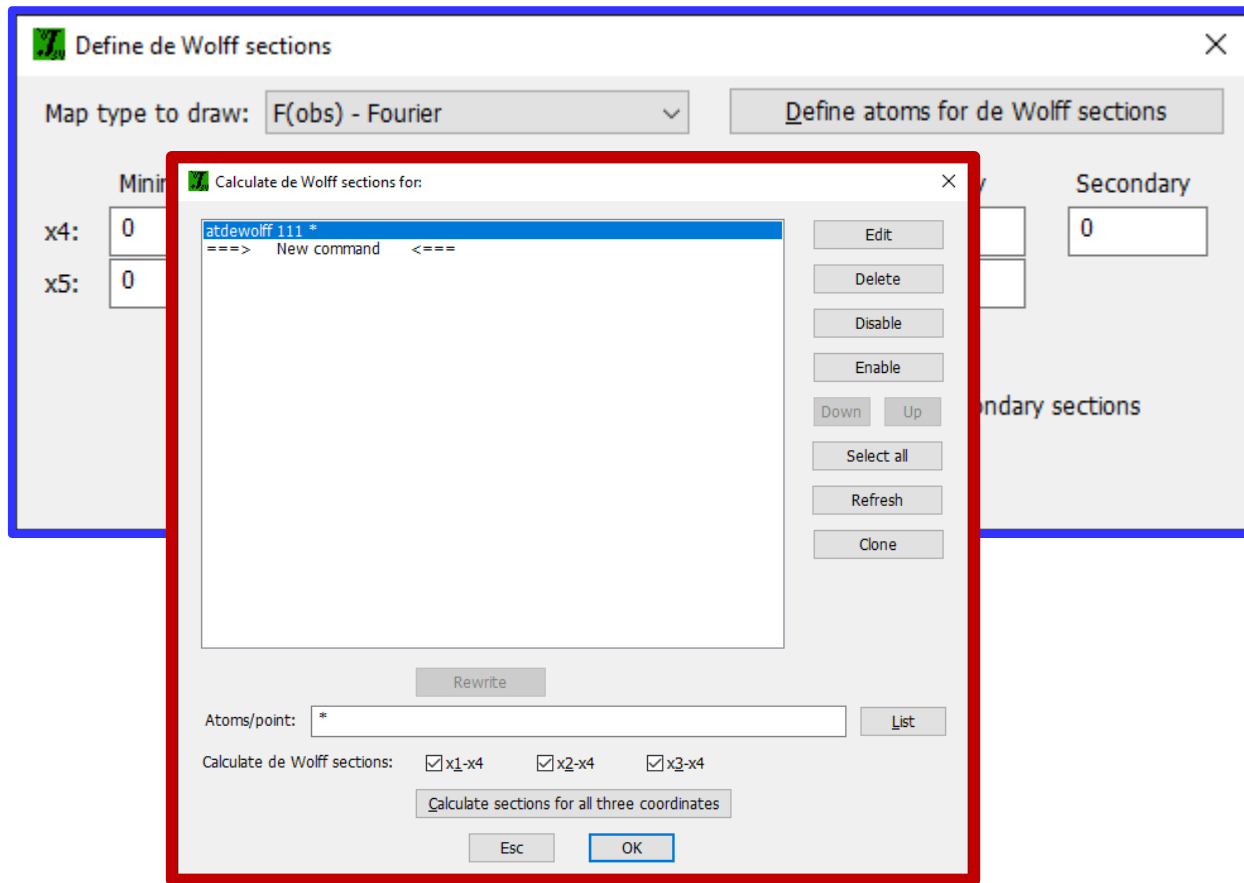 Define de Wolff sections
Map type to draw: F(obs) - Fourier Define atoms for de Wolff sections
Secondary
x4: 0 0
x5: 0
sections
Calculate de Wolff sections for:
atdewolff 111 *
===> New command <===
Edit
Delete
Disable
Enable
Down Up
Select all
Refresh
Clone
Rewrite
Atoms/point: * List
Calculate de Wolff sections: x1-x4 x2-x4 x3-x4
Calculate sections for all three coordinates
Esc OK